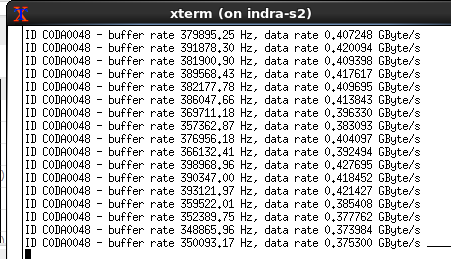 xterm (on indra-s2)
ID CODA0048 - buffer rate 379895.25 Hz, data rate 0.407248 GByte/s
ID CODA0048 - buffer rate 391878.30 Hz, data rate 0.420094 GByte/s
ID CODA0048 - buffer rate 381900.90 Hz, data rate 0.409398 GByte/s
ID CODA0048 - buffer rate 389568.43 Hz, data rate 0.417617 GByte/s
ID CODA0048 - buffer rate 382177.78 Hz, data rate 0.409695 GByte/s
ID CODA0048 - buffer rate 386047.66 Hz, data rate 0.413843 GByte/s
ID CODA0048 - buffer rate 369711.18 Hz, data rate 0.396330 GByte/s
ID CODA0048 - buffer rate 357362.87 Hz, data rate 0.383093 GByte/s
ID CODA0048 - buffer rate 376956.18 Hz, data rate 0.404097 GByte/s
ID CODA0048 - buffer rate 366132.41 Hz, data rate 0.392494 GByte/s
ID CODA0048 - buffer rate 398968.96 Hz, data rate 0.427695 GByte/s
ID CODA0048 - buffer rate 390347.00 Hz, data rate 0.418452 GByte/s
ID CODA0048 - buffer rate 393121.97 Hz, data rate 0.421427 GByte/s
ID CODA0048 - buffer rate 359522.01 Hz, data rate 0.385408 GByte/s
ID CODA0048 - buffer rate 352389.75 Hz, data rate 0.377762 GByte/s
ID CODA0048 - buffer rate 348865.96 Hz, data rate 0.373984 GByte/s
ID CODA0048 - buffer rate 350093.17 Hz, data rate 0.375300 GByte/s